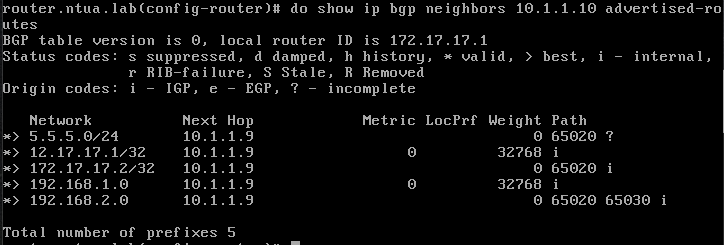 router.ntua.lab(config-router)# do show ip bgp neighbors 10.1.1.10 advertised-ro
utes
BGP table version is 0, local router ID is 172.17.17.1
Status codes: s suppressed, d damped, h history, * valid, > best, i - internal,
              r RIB-failure, S Stale, R Removed
Origin codes: i - IGP, e - EGP, ? - incomplete

   Network          Next Hop            Metric LocPrf Weight Path
*> 5.5.5.0/24       10.1.1.9                               0 65020 ?
*> 12.17.17.1/32    10.1.1.9                 0         32768 i
*> 172.17.17.2/32   10.1.1.9                               0 65020 i
*> 192.168.1.0      10.1.1.9                 0         32768 i
*> 192.168.2.0      10.1.1.9                               0 65020 65030 i

Total number of prefixes 5